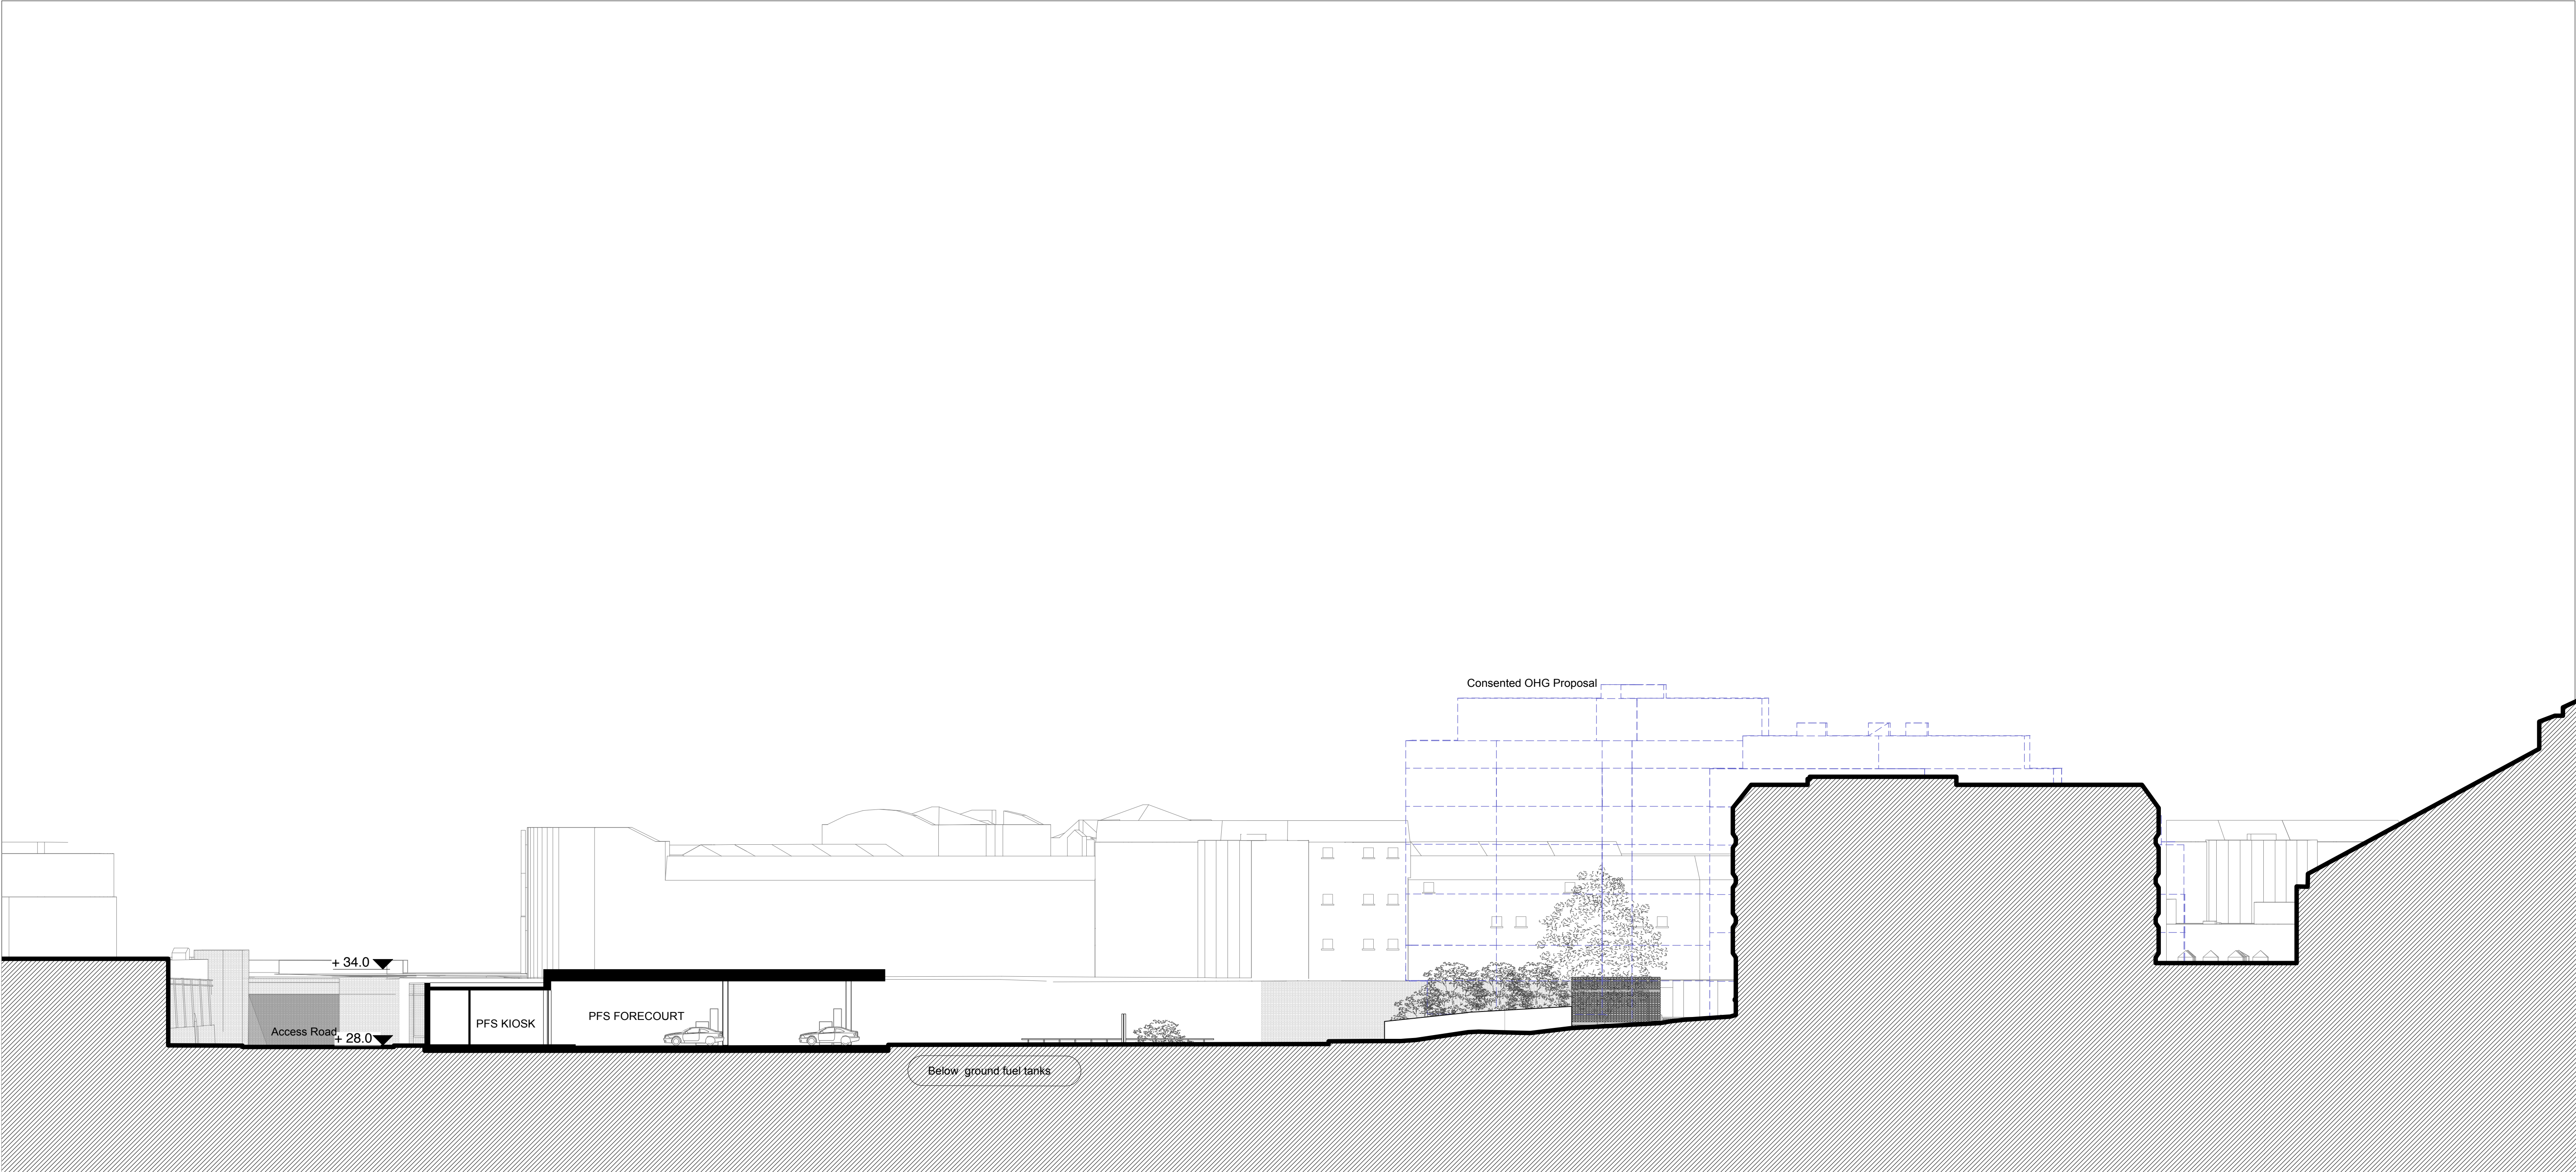 Consented OHG Proposal
+ 34.0
PFS FORECOURT
PFS KIOSK
Access Road
+ 28.0
Below ground fuel tanks